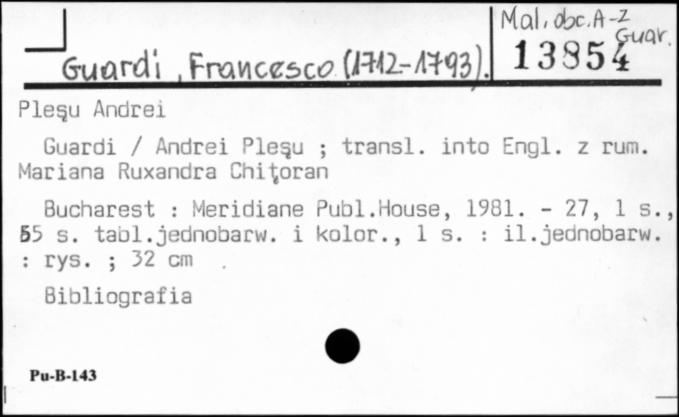 Mal. obc. A-Z
Guar.
13854
Guardi, Francesco (1712-1793).
Pleşu Andrei
Guardi / Andrei Pleşu ; transl. into Engl. z rum.
Mariana Ruxandra Chiţoran
Bucharest : Meridiane Publ.House, 1981. - 27, 1 s.,
55 s. tabl.jednobarw. i kolor., 1 s. : il.jednobarw.
: rys. ; 32 cm .
Bibliografia
Pu-B-143